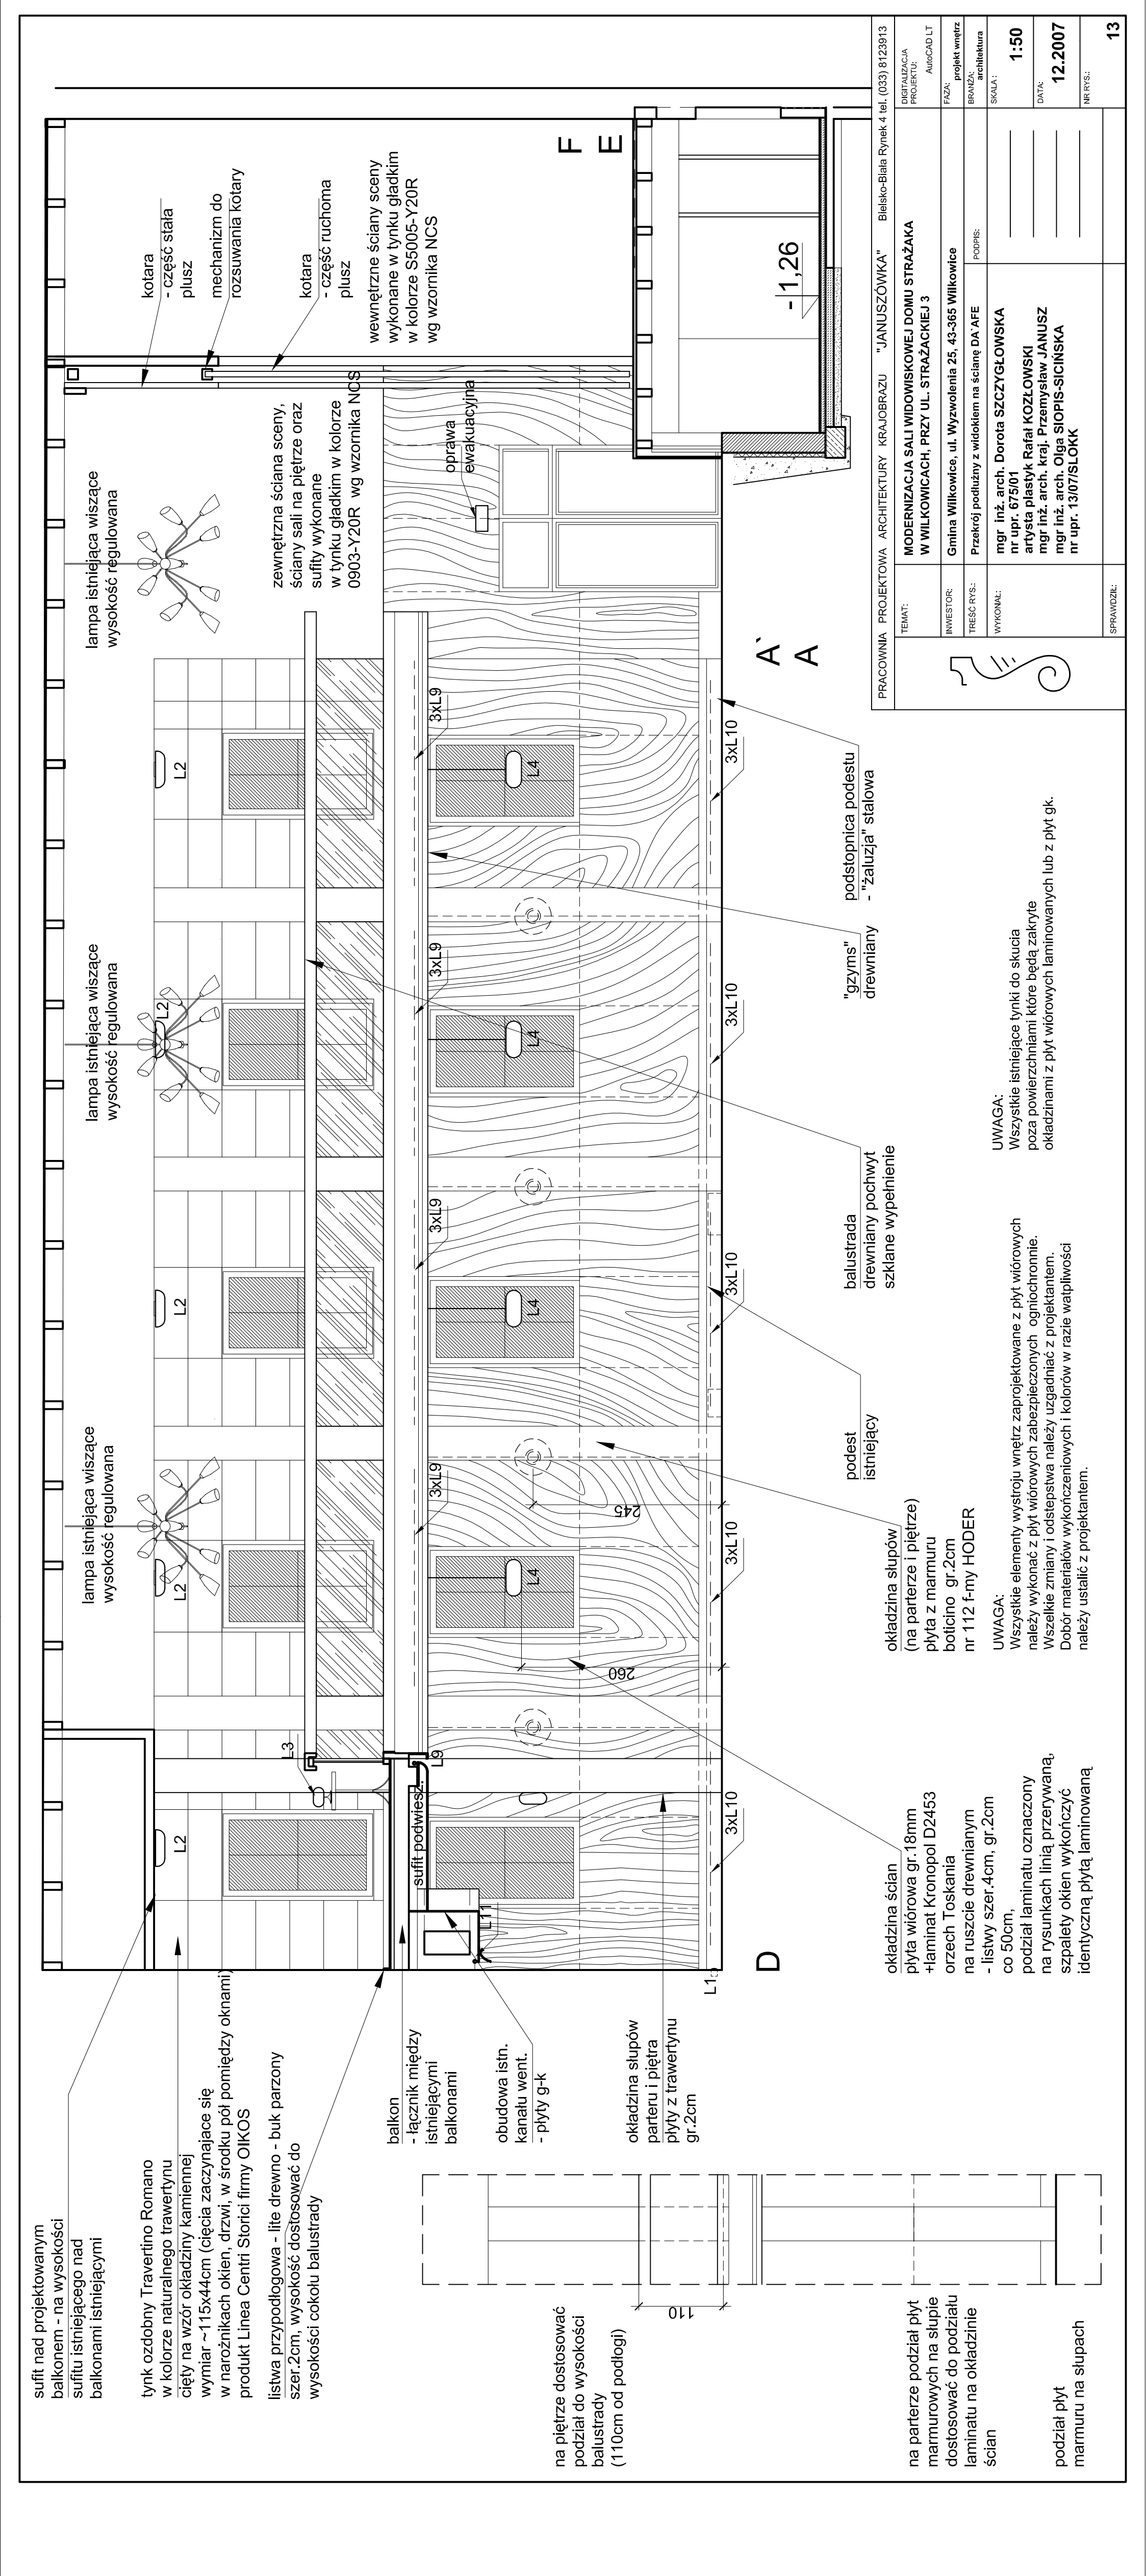 sufit nad projektowanym
balkonem - na wysokości
sufitu istniejącego nad
balkonami istniejącymi
tynk ozdobny Travertino Romano
w kolorze naturalnego trawertynu
cięty na wzór okładziny kamiennej
wymiar ~115x44cm (cięcia zaczynajace się
w narożnikach okien, drzwi, w środku pół pomiędzy oknami)
produkt Linea Centri Storici firmy OIKOS
listwa przypodłogowa - lite drewno - buk parzony
szer.2cm, wysokość dostosować do
wysokości cokołu balustrady
balkon
- łącznik między
istniejącymi
balkonami
obudowa istn.
kanału went.
- płyty g-k
okładzina słupów
parteru i piętra
płyty z trawertynu
gr.2cm
na piętrze dostosować
podział do wysokości
balustrady
(110cm od podłogi)
110
na parterze podział płyt
marmurowych na słupie
dostosować do podziału
laminatu na okładzinie
ścian
podział płyt
marmuru na słupach
lampa istniejąca wisząca
wysokość regulowana
lampa istniejąca wisząca
wysokość regulowana
lampa istniejąca wisząca
wysokość regulowana
L2
L2
L2
L2
L2
L3
L9
sufit podwiesz.
L11
3xL9
3xL9
3xL9
3xL9
L4
L4
L4
L4
260
245
3xL10
3xL10
3xL10
3xL10
3xL10
D
A`
A
F
E
-1,26
kotara
- część stała
plusz
mechanizm do
rozsuwania kotary
kotara
- część ruchoma
plusz
wewnętrzne ściany sceny
wykonane w tynku gładkim
w kolorze S5005-Y20R
wg wzornika NCS
zewnętrzna ściana sceny,
ściany sali na piętrze oraz
sufity wykonane
w tynku gładkim w kolorze
0903-Y20R wg wzornika NCS
oprawa
ewakuacyjna
okładzina ścian
płyta wiórowa gr.18mm
+laminat Kronopol D2453
orzech Toskania
na ruszcie drewnianym
- listwy szer.4cm, gr.2cm
co 50cm,
podział laminatu oznaczony
na rysunkach linią przerywaną,
szpalety okien wykończyć
identyczną płytą laminowaną
okładzina słupów
(na parterze i piętrze)
płyta z marmuru
boticino gr.2cm
nr 112 f-my HODER
podest
istniejący
balustrada
drewniany pochwyt
szklane wypełnienie
"gzyms"
drewniany
podstopnica podestu
- "żaluzja" stalowa
UWAGA:
Wszystkie elementy wystroju wnętrz zaprojektowane z płyt wiórowych
należy wykonać z płyt wiórowych zabezpieczonych ogniochronnie.
Wszelkie zmiany i odstępstwa należy uzgadniać z projektantem.
Dobór materiałów wykończeniowych i kolorów w razie watpliwości
należy ustalić z projektantem.
UWAGA:
Wszystkie istniejące tynki do skucia
poza powierzchniami które będą zakryte
okładzinami z płyt wiórowych laminowanych lub z płyt gk.
PRACOWNIA PROJEKTOWA ARCHITEKTURY KRAJOBRAZU "JANUSZÓWKA" Bielsko-Biała Rynek 4 tel. (033) 8123913
TEMAT:
MODERNIZACJA SALI WIDOWISKOWEJ DOMU STRAŻAKA
W WILKOWICACH, PRZY UL. STRAŻACKIEJ 3
DIGITALIZACJA
PROJEKTU:
AutoCAD LT
INWESTOR:
Gmina Wilkowice, ul. Wyzwolenia 25, 43-365 Wilkowice
FAZA:
projekt wnętrz
TREŚĆ RYS.:
Przekrój podłużny z widokiem na ścianę DA`AFE
PODPIS:
BRANŻA:
architektura
WYKONAŁ:
mgr inż. arch. Dorota SZCZYGŁOWSKA
nr upr. 675/01
artysta plastyk Rafał KOZŁOWSKI
mgr inż. arch. kraj. Przemysław JANUSZ
mgr inż. arch. Olga SIOPIS-SICIŃSKA
nr upr. 13/07/SLOKK
SKALA :
1:50
DATA:
12.2007
SPRAWDZIŁ:
NR RYS.:
13